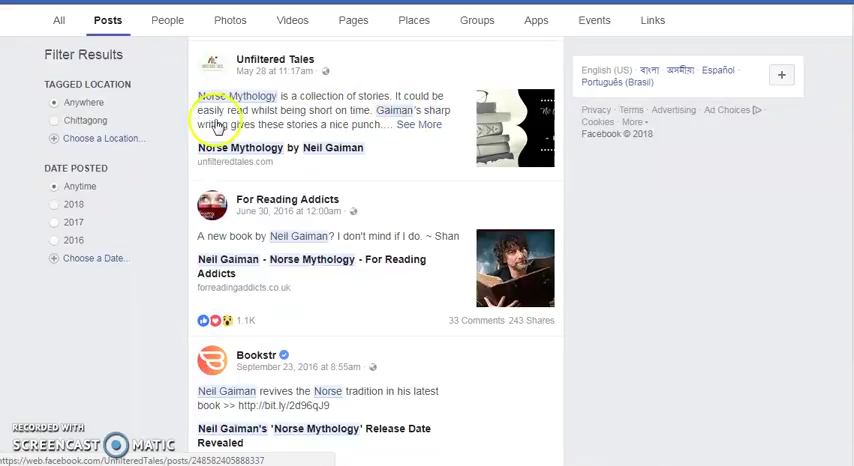 All Posts People Photos Videos Pages Places Groups Apps Events Links
Filter Results
TAGGED LOCATION
Anywhere
Chittagong
Choose a Location...
DATE POSTED
Anytime
2018
2017
2016
Choose a Date...
Unfiltered Tales
May 28 at 11:17am ·
Norse Mythology is a collection of stories. It could be
easily read whilst being short on time. Gaiman's sharp
writing gives these stories a nice punch.... See More
Norse Mythology by Neil Gaiman
unfilteredtales.com
For Reading Addicts
June 30, 2016 at 12:00am ·
A new book by Neil Gaiman? I don't mind if I do. ~ Shan
Neil Gaiman - Norse Mythology - For Reading
Addicts
forreadingaddicts.co.uk
1.1K 33 Comments 243 Shares
Bookstr
September 23, 2016 at 8:55am ·
Neil Gaiman revives the Norse tradition in his latest
book >> http://bit.ly/2d96qJ9
Neil Gaiman's 'Norse Mythology' Release Date
Revealed
English (US) · বাংলা · অসমীয়া · Español ·
Português (Brasil)
Privacy · Terms · Advertising · Ad Choices
Cookies · More
Facebook © 2018
RECORDED WITH
SCREENCAST MATIC
https://web.facebook.com/UnfilteredTales/posts/248582405888337